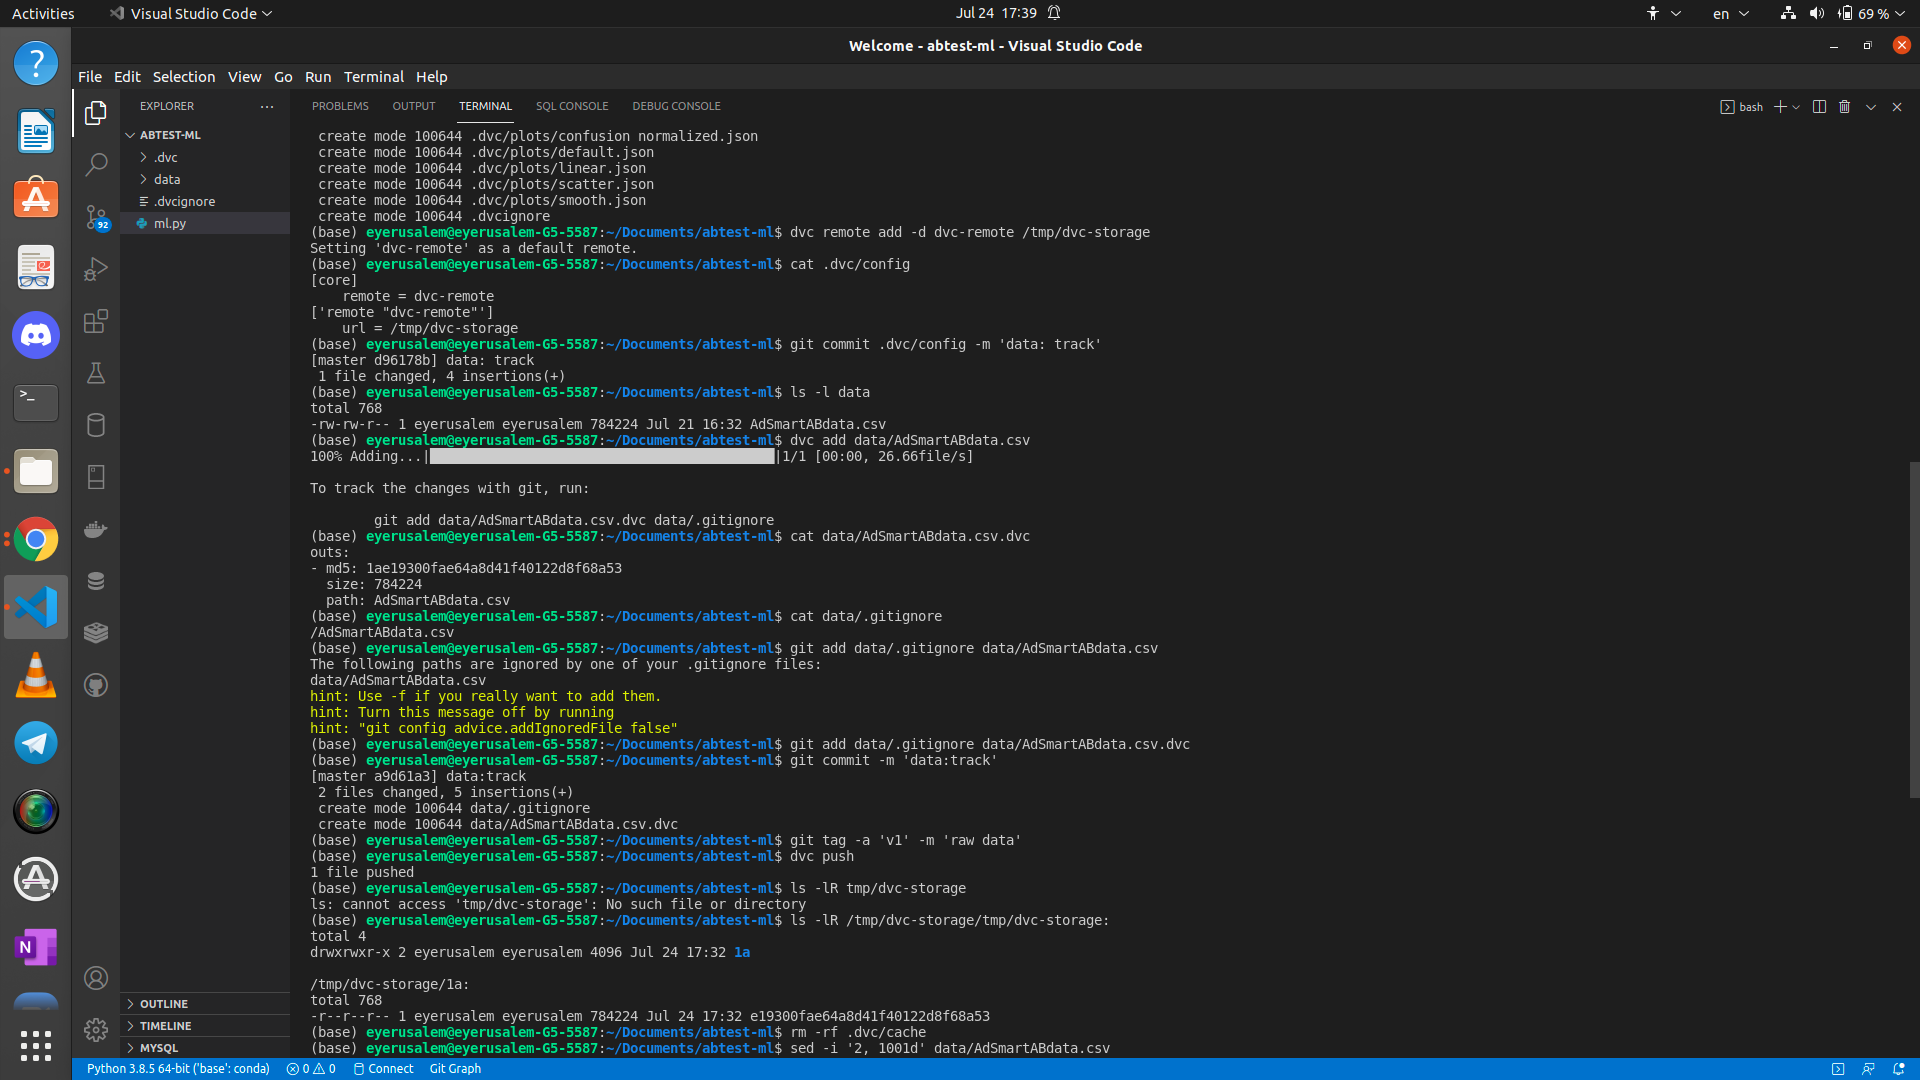 Activities
Visual Studio Code
Jul 24 17:39
en
69 %
Welcome - abtest-ml - Visual Studio Code
File Edit Selection View Go Run Terminal Help
EXPLORER
PROBLEMS OUTPUT TERMINAL SQL CONSOLE DEBUG CONSOLE
bash
ABTEST-ML
.dvc
data
.dvcignore
ml.py
92
create mode 100644 .dvc/plots/confusion normalized.json
create mode 100644 .dvc/plots/default.json
create mode 100644 .dvc/plots/linear.json
create mode 100644 .dvc/plots/scatter.json
create mode 100644 .dvc/plots/smooth.json
create mode 100644 .dvcignore
(base) eyerusalem@eyerusalem-G5-5587:~/Documents/abtest-ml$ dvc remote add -d dvc-remote /tmp/dvc-storage
Setting 'dvc-remote' as a default remote.
(base) eyerusalem@eyerusalem-G5-5587:~/Documents/abtest-ml$ cat .dvc/config
[core]
remote = dvc-remote
['remote "dvc-remote"']
url = /tmp/dvc-storage
(base) eyerusalem@eyerusalem-G5-5587:~/Documents/abtest-ml$ git commit .dvc/config -m 'data: track'
[master d96178b] data: track
1 file changed, 4 insertions(+)
(base) eyerusalem@eyerusalem-G5-5587:~/Documents/abtest-ml$ ls -l data
total 768
-rw-rw-r-- 1 eyerusalem eyerusalem 784224 Jul 21 16:32 AdSmartABdata.csv
(base) eyerusalem@eyerusalem-G5-5587:~/Documents/abtest-ml$ dvc add data/AdSmartABdata.csv
100% Adding...| |1/1 [00:00, 26.66file/s]
To track the changes with git, run:
git add data/AdSmartABdata.csv.dvc data/.gitignore
(base) eyerusalem@eyerusalem-G5-5587:~/Documents/abtest-ml$ cat data/AdSmartABdata.csv.dvc
outs:
- md5: 1ae19300fae64a8d41f40122d8f68a53
size: 784224
path: AdSmartABdata.csv
(base) eyerusalem@eyerusalem-G5-5587:~/Documents/abtest-ml$ cat data/.gitignore
/AdSmartABdata.csv
(base) eyerusalem@eyerusalem-G5-5587:~/Documents/abtest-ml$ git add data/.gitignore data/AdSmartABdata.csv
The following paths are ignored by one of your .gitignore files:
data/AdSmartABdata.csv
hint: Use -f if you really want to add them.
hint: Turn this message off by running
hint: "git config advice.addIgnoredFile false"
(base) eyerusalem@eyerusalem-G5-5587:~/Documents/abtest-ml$ git add data/.gitignore data/AdSmartABdata.csv.dvc
(base) eyerusalem@eyerusalem-G5-5587:~/Documents/abtest-ml$ git commit -m 'data:track'
[master a9d61a3] data:track
2 files changed, 5 insertions(+)
create mode 100644 data/.gitignore
create mode 100644 data/AdSmartABdata.csv.dvc
(base) eyerusalem@eyerusalem-G5-5587:~/Documents/abtest-ml$ git tag -a 'v1' -m 'raw data'
(base) eyerusalem@eyerusalem-G5-5587:~/Documents/abtest-ml$ dvc push
1 file pushed
(base) eyerusalem@eyerusalem-G5-5587:~/Documents/abtest-ml$ ls -lR tmp/dvc-storage
ls: cannot access 'tmp/dvc-storage': No such file or directory
(base) eyerusalem@eyerusalem-G5-5587:~/Documents/abtest-ml$ ls -lR /tmp/dvc-storage/tmp/dvc-storage:
total 4
drwxrwxr-x 2 eyerusalem eyerusalem 4096 Jul 24 17:32 1a
/tmp/dvc-storage/1a:
total 768
-r--r--r-- 1 eyerusalem eyerusalem 784224 Jul 24 17:32 e19300fae64a8d41f40122d8f68a53
(base) eyerusalem@eyerusalem-G5-5587:~/Documents/abtest-ml$ rm -rf .dvc/cache
(base) eyerusalem@eyerusalem-G5-5587:~/Documents/abtest-ml$ sed -i '2, 1001d' data/AdSmartABdata.csv
OUTLINE
TIMELINE
MYSQL
Python 3.8.5 64-bit ('base': conda) 0 0 Connect Git Graph